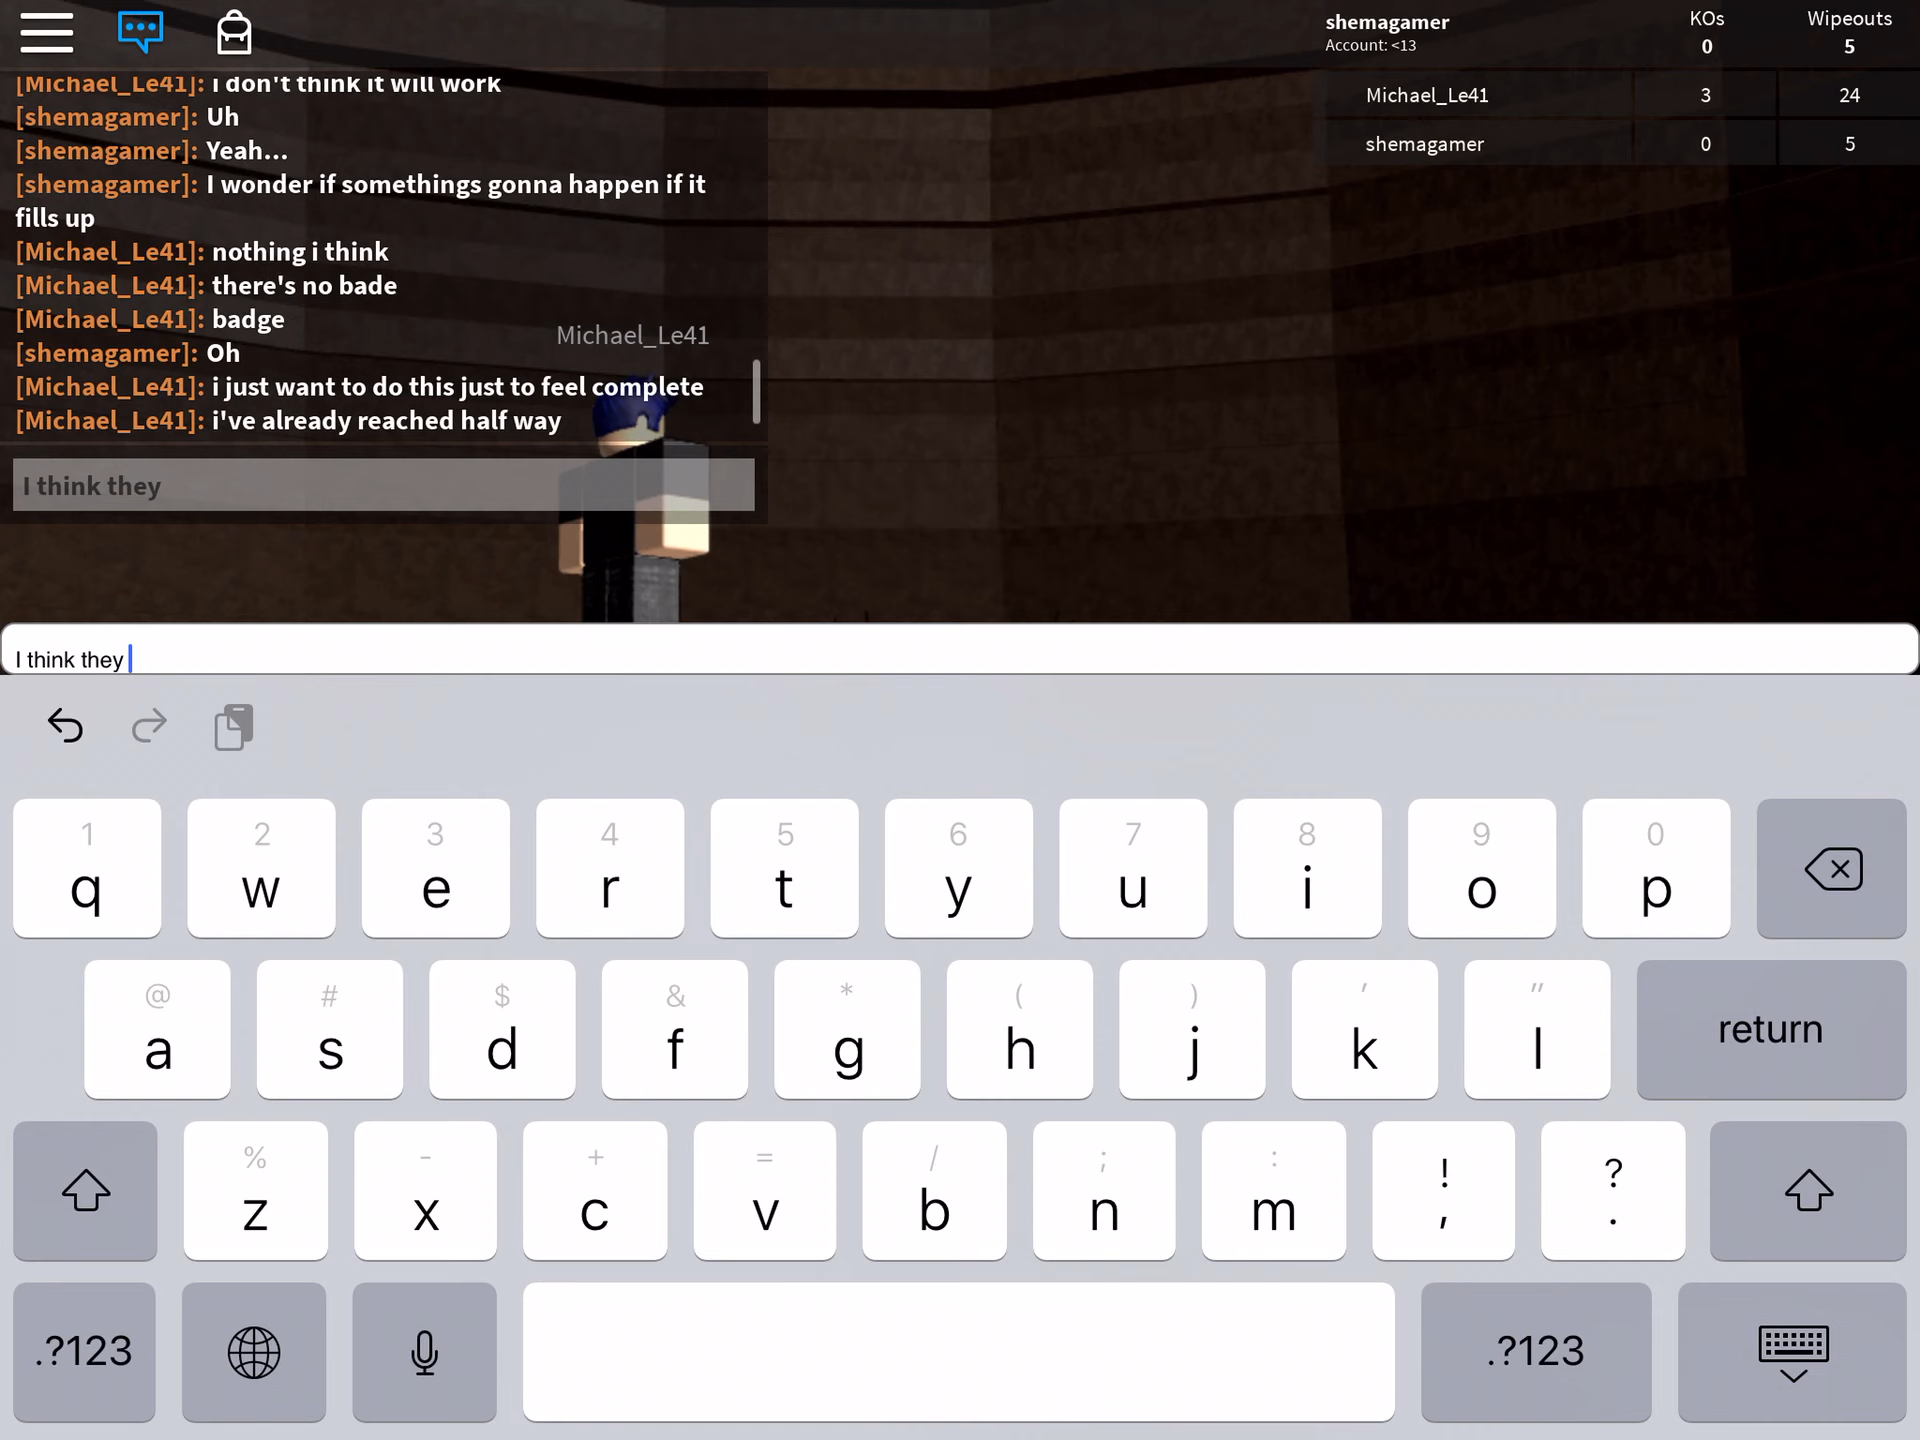 shemagamer KOs Wipeouts
Account: <13 0 5
Michael_Le41 3 24
shemagamer 0 5
[Michael_Le41]: i don't think it will work
[shemagamer]: Uh
[shemagamer]: Yeah...
[shemagamer]: I wonder if somethings gonna happen if it
fills up
[Michael_Le41]: nothing i think
[Michael_Le41]: there's no bade
[Michael_Le41]: badge
Michael_Le41
[shemagamer]: Oh
[Michael_Le41]: i just want to do this just to feel complete
[Michael_Le41]: i've already reached half way
I think they
I think they
1 2 3 4 5 6 7 8 9 0
q w e r t y u i o p
@ # $ & * ( ) ' "
a s d f g h j k l return
% - + = / ; : ! ?
z x c v b n m , .
.?123 .?123